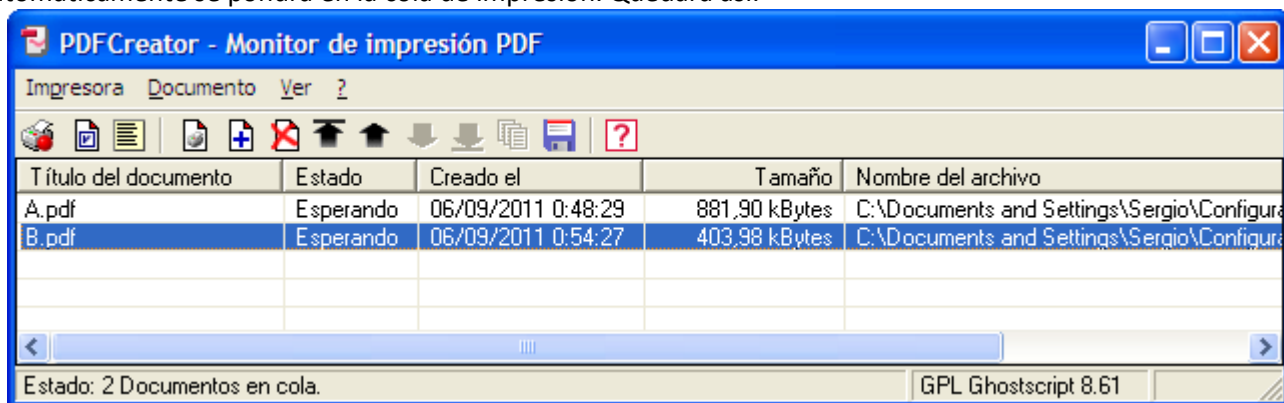 PDFCreator - Monitor de impresión PDF
Impresora Documento Ver ?
Título del documento Estado Creado el Tamaño Nombre del archivo
A.pdf Esperando 06/09/2011 0:48:29 881,90 kBytes C:\Documents and Settings\Sergio\Configura
B.pdf Esperando 06/09/2011 0:54:27 403,98 kBytes C:\Documents and Settings\Sergio\Configura
Estado: 2 Documentos en cola. GPL Ghostscript 8.61